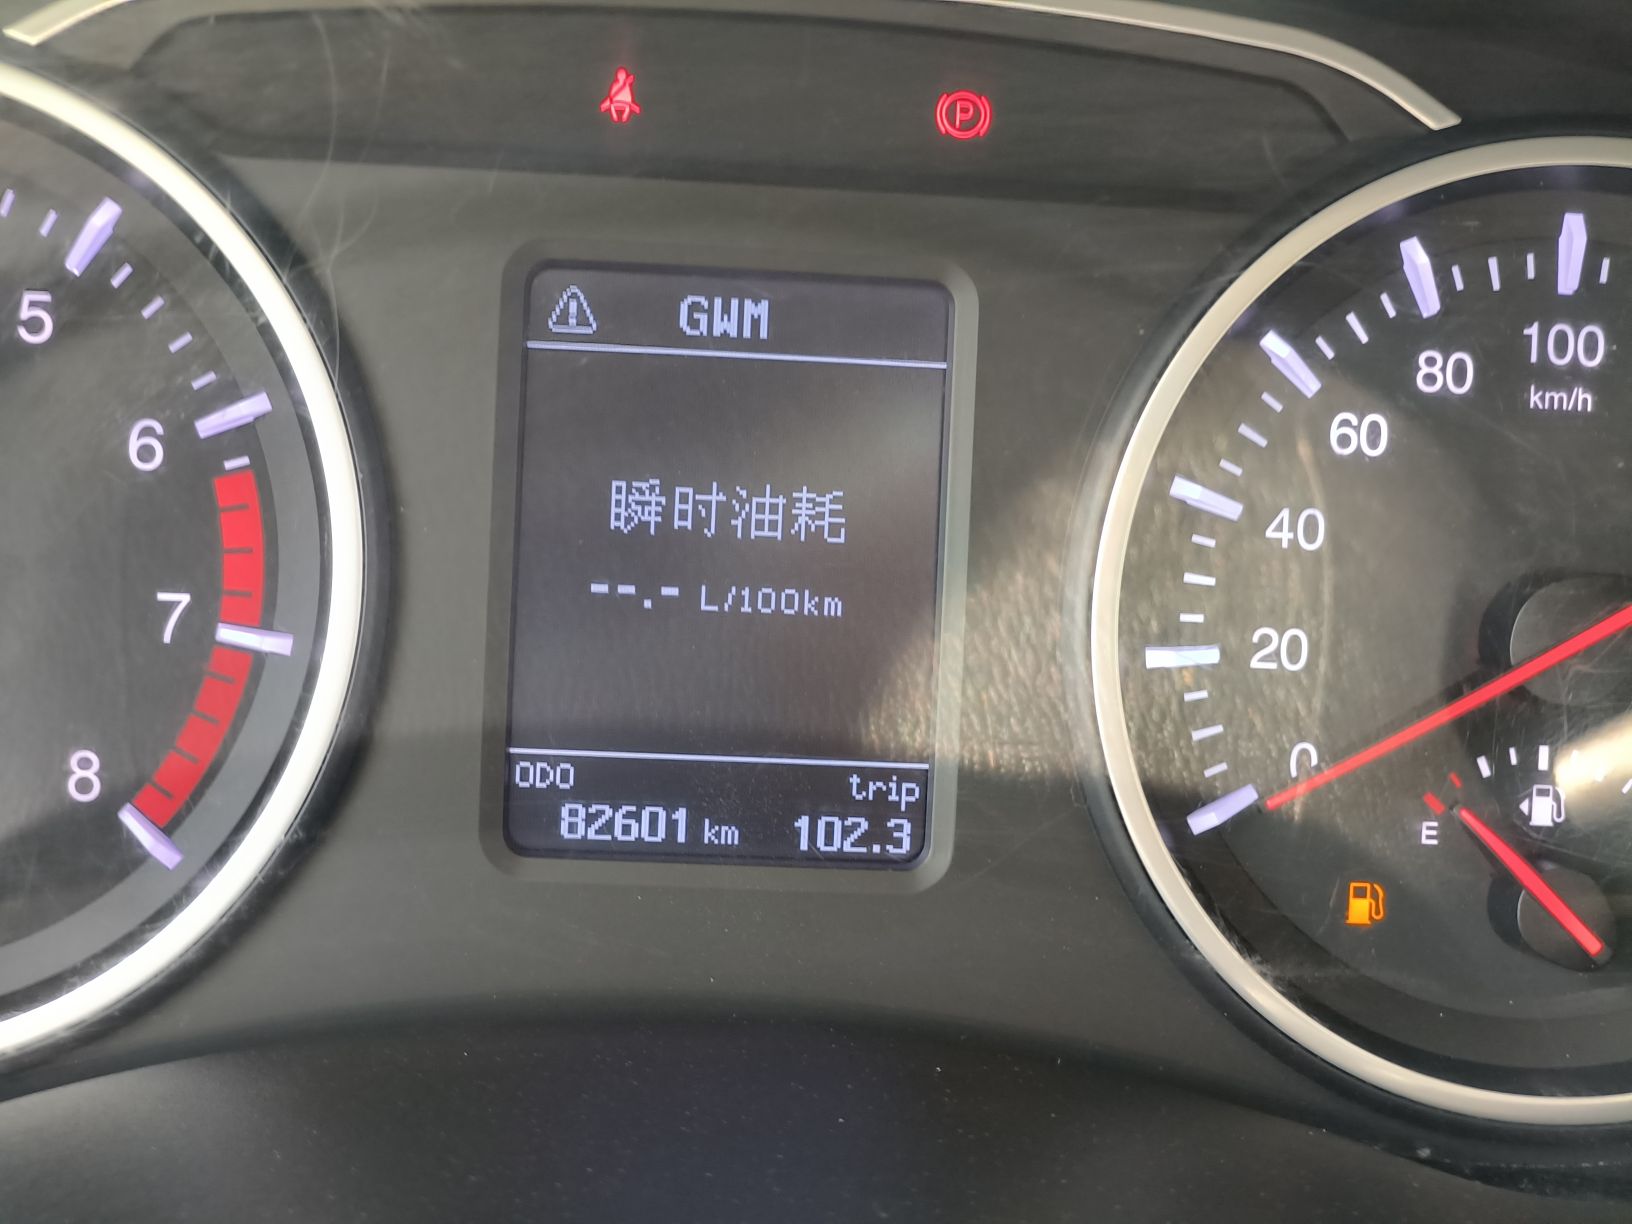 GWM
瞬时油耗
--.- L/100km
ODO trip
82601 km 102.3
5
6
7
8
0
20
40
60
80
100
km/h
E
P